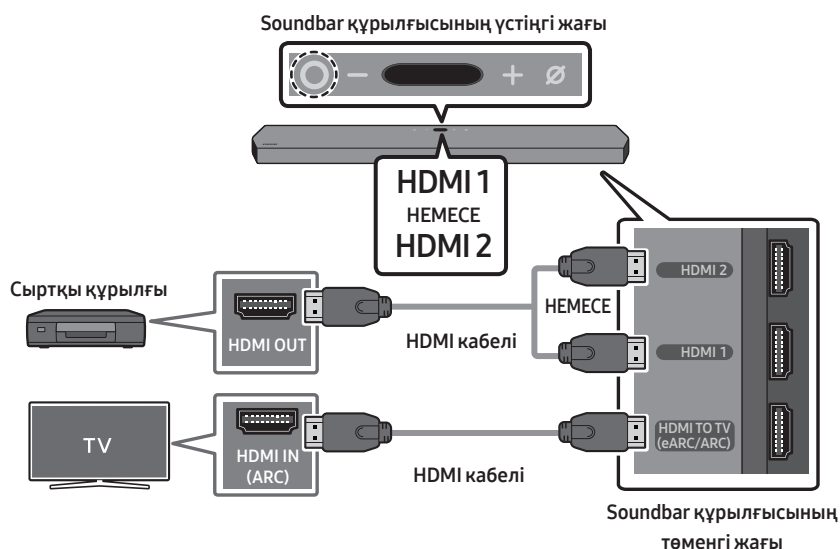 Soundbar құрылғысының үстіңгі жағы
HDMI 1
НЕМЕСЕ
HDMI 2
Сыртқы құрылғы
HDMI OUT
HDMI кабелі
НЕМЕСЕ
HDMI 2
HDMI 1
TV
HDMI IN
(ARC)
HDMI кабелі
HDMI TO TV
(eARC/ARC)
Soundbar құрылғысының
төменгі жағы